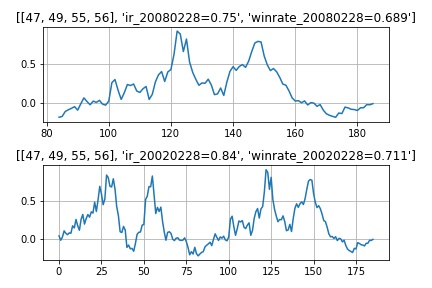 [[47, 49, 55, 56], 'ir_20080228=0.75', 'winrate_20080228=0.689']
0.5
0.0
80 100 120 140 160 180
[[47, 49, 55, 56], 'ir_20020228=0.84', 'winrate_20020228=0.711']
0.5
0.0
0 25 50 75 100 125 150 175